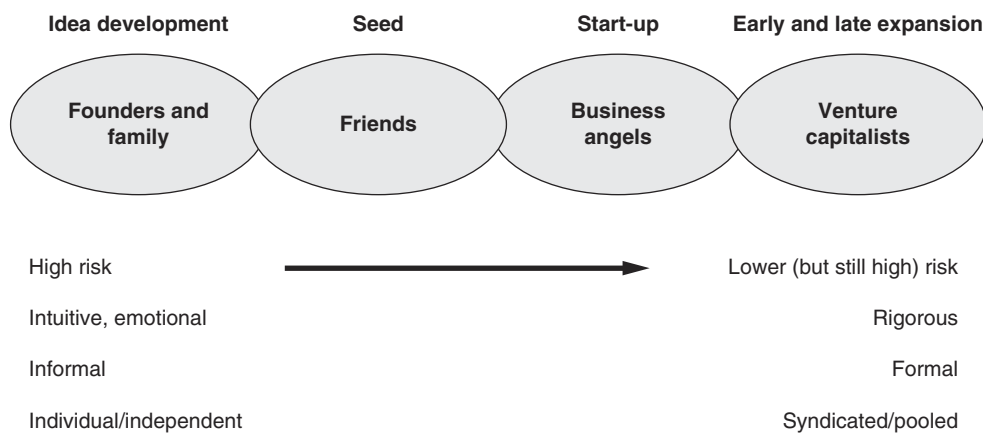 Idea development
Seed
Start-up
Early and late expansion
Founders and
family
Friends
Business
angels
Venture
capitalists
High risk
Lower (but still high) risk
Intuitive, emotional
Rigorous
Informal
Formal
Individual/independent
Syndicated/pooled